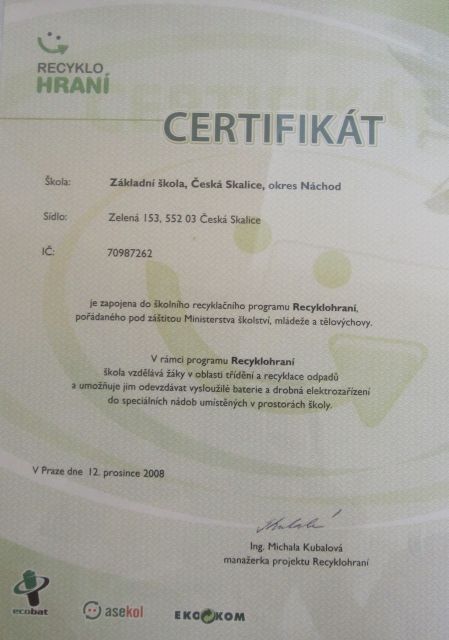 RECYKLO
HRANÍ
CERTIFIKÁT
Škola: Základní škola, Česká Skalice, okres Náchod
Sídlo: Zelená 153, 552 03 Česká Skalice
IČ: 70987262
je zapojena do školního recyklačního programu Recyklohraní,
pořádaného pod záštitou Ministerstva školství, mládeže a tělovýchovy.
V rámci programu Recyklohraní
škola vzdělává žáky v oblasti třídění a recyklace odpadů
a umožňuje jim odevzdávat vysloužilé baterie a drobná elektrozařízení
do speciálních nádob umístěných v prostorách školy.
V Praze dne 12. prosince 2008
Ing. Michala Kubalová
manažerka projektu Recyklohraní
ecobat
asekol
EKO KOM